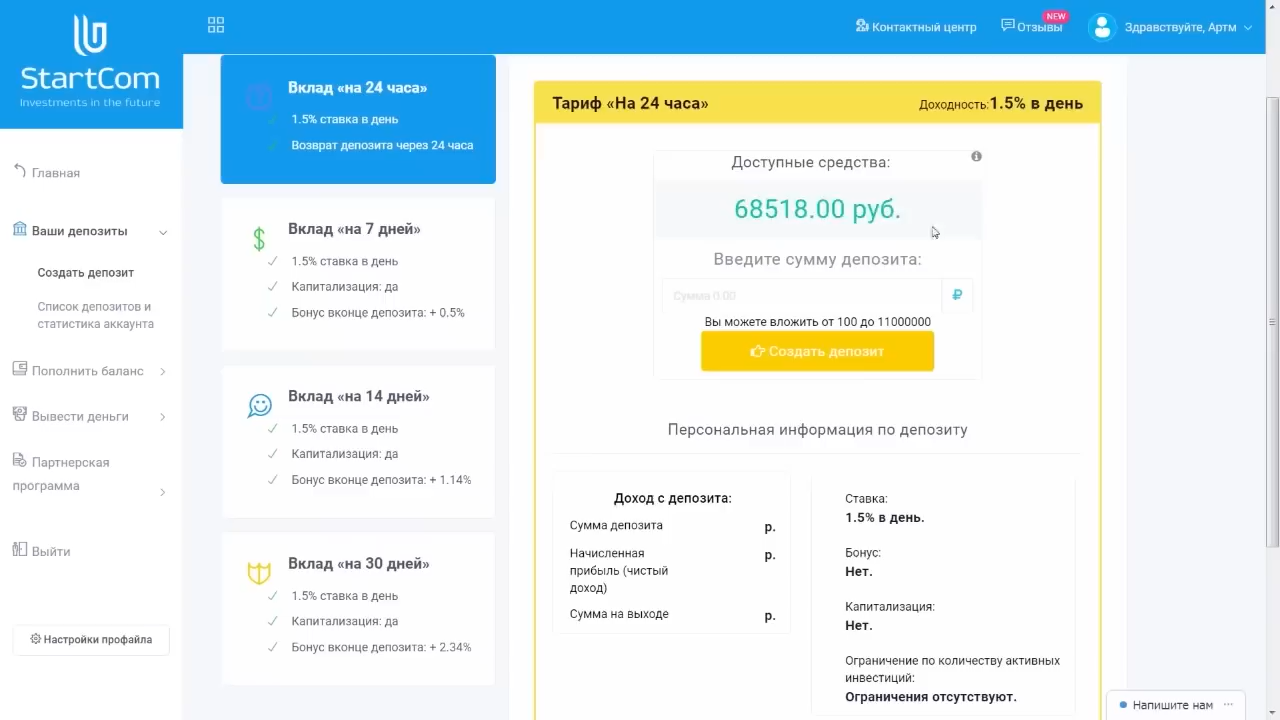 StartCom
Investments in the future
Контактный центр
Отзывы
NEW
Здравствуйте, Артм
Главная
Ваши депозиты
Создать депозит
Список депозитов и
статистика аккаунта
Пополнить баланс
Вывести деньги
Партнерская
программа
Выйти
Настройки профиля
Вклад «на 24 часа»
1.5% ставка в день
Возврат депозита через 24 часа
Вклад «на 7 дней»
1.5% ставка в день
Капитализация: да
Бонус вконце депозита: + 0.5%
Вклад «на 14 дней»
1.5% ставка в день
Капитализация: да
Бонус вконце депозита: + 1.14%
Вклад «на 30 дней»
1.5% ставка в день
Капитализация: да
Бонус вконце депозита: + 2.34%
Тариф «На 24 часа»
Доходность:1.5% в день
Доступные средства:
68518.00 руб.
Введите сумму депозита:
Сумма 0.00
₽
Вы можете вложить от 100 до 11000000
Создать депозит
Персональная информация по депозиту
Доход с депозита:
Сумма депозита р.
Начисленная р.
прибыль (чистый
доход)
Сумма на выходе р.
Ставка:
1.5% в день.
Бонус:
Нет.
Капитализация:
Нет.
Ограничение по количеству активных
инвестиций:
Ограничения отсутствуют.
Напишите нам